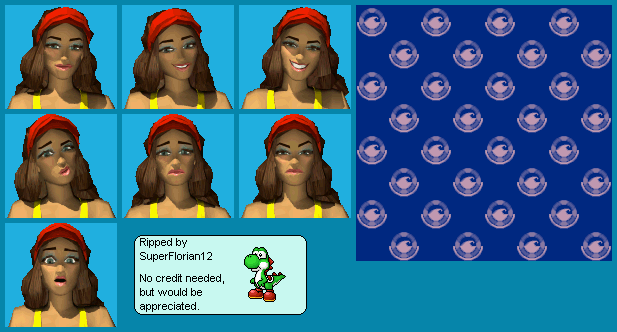 Ripped by
SuperFlorian12
No credit needed,
but would be
appreciated.